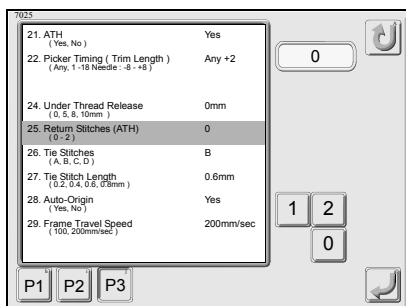 7025
21. ATH Yes
( Yes, No )
22. Picker Timing ( Trim Length ) Any +2
( Any, 1 -18 Needle : -8 - +8 )
24. Under Thread Release 0mm
( 0, 5, 8, 10mm )
25. Return Stitches (ATH) 0
( 0 - 2 )
26. Tie Stitches B
( A, B, C, D )
27. Tie Stitch Length 0.6mm
( 0.2, 0.4, 0.6, 0.8mm )
28. Auto-Origin Yes
( Yes, No )
29. Frame Travel Speed 200mm/sec
( 100, 200mm/sec )
0
1 2
0
P1 P2 P3